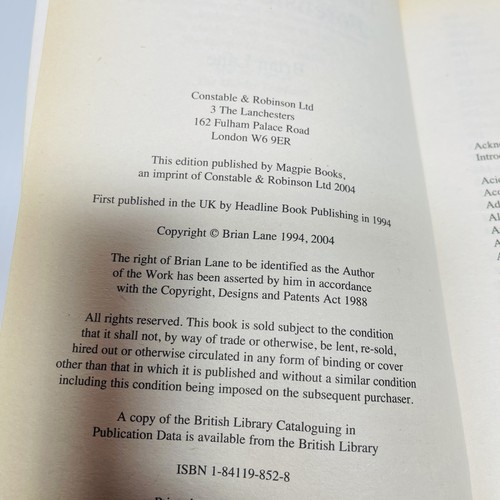 Constable & Robinson Ltd
3 The Lanchesters
162 Fulham Palace Road
London W6 9ER
This edition published by Magpie Books,
an imprint of Constable & Robinson Ltd 2004
First published in the UK by Headline Book Publishing in 1994
Copyright © Brian Lane 1994, 2004
The right of Brian Lane to be identified as the Author
of the Work has been asserted by him in accordance
with the Copyright, Designs and Patents Act 1988
All rights reserved. This book is sold subject to the condition
that it shall not, by way of trade or otherwise, be lent, re-sold,
hired out or otherwise circulated in any form of binding or cover
other than that in which it is published and without a similar condition
including this condition being imposed on the subsequent purchaser.
A copy of the British Library Cataloguing in
Publication Data is available from the British Library
ISBN 1-84119-852-8
Ackn
Introd
Acid
Acc
Ad
Al
A
A